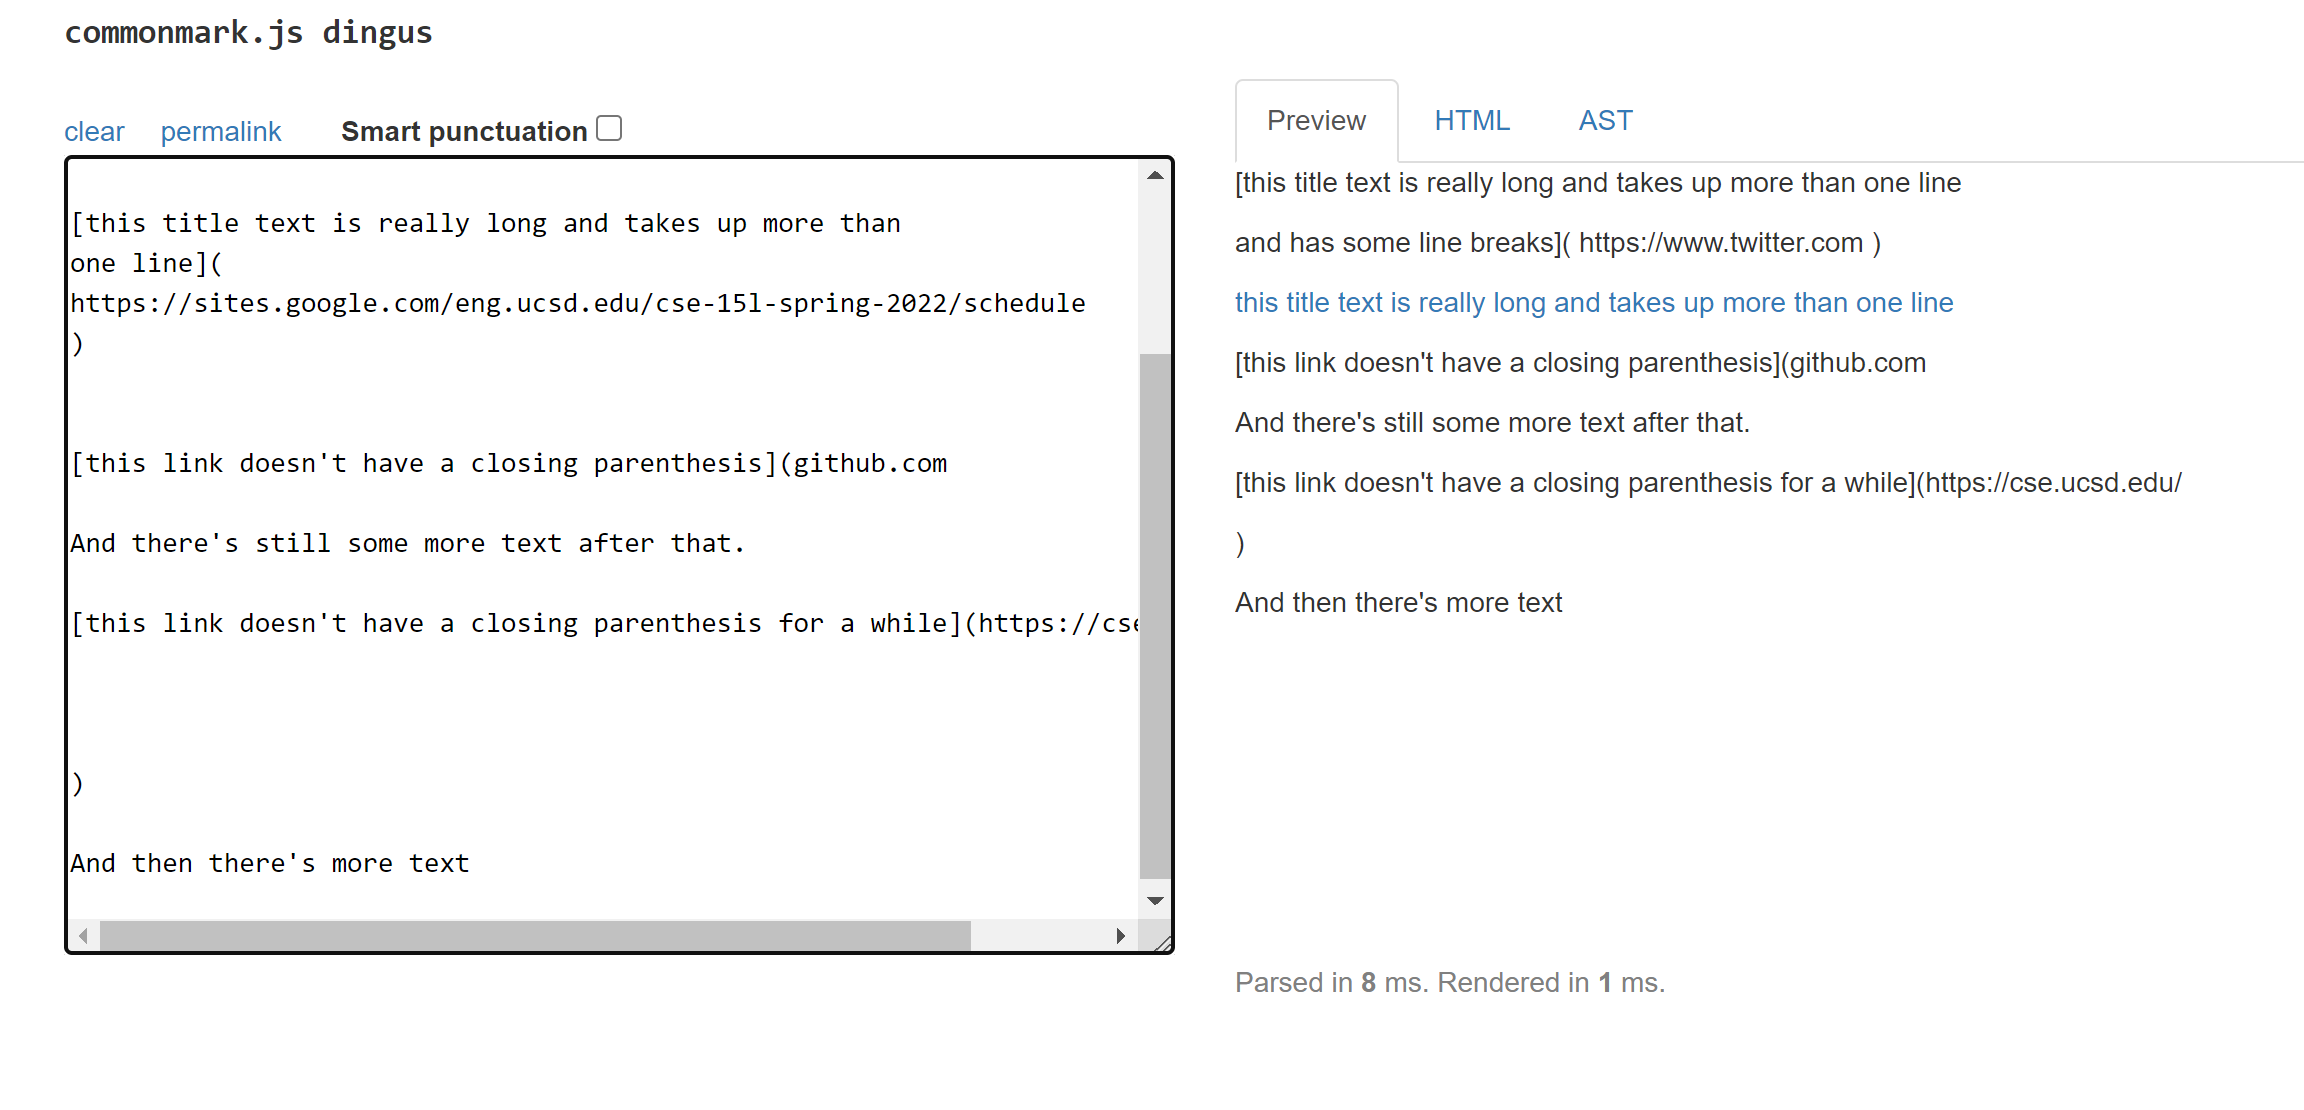 commonmark.js dingus
clear permalink Smart punctuation
[this title text is really long and takes up more than
one line](
https://sites.google.com/eng.ucsd.edu/cse-15l-spring-2022/schedule
)
[this link doesn't have a closing parenthesis](github.com
And there's still some more text after that.
[this link doesn't have a closing parenthesis for a while](https://cse
)
And then there's more text
Preview HTML AST
[this title text is really long and takes up more than one line
and has some line breaks]( https://www.twitter.com )
this title text is really long and takes up more than one line
[this link doesn't have a closing parenthesis](github.com
And there's still some more text after that.
[this link doesn't have a closing parenthesis for a while](https://cse.ucsd.edu/
)
And then there's more text
Parsed in 8 ms. Rendered in 1 ms.